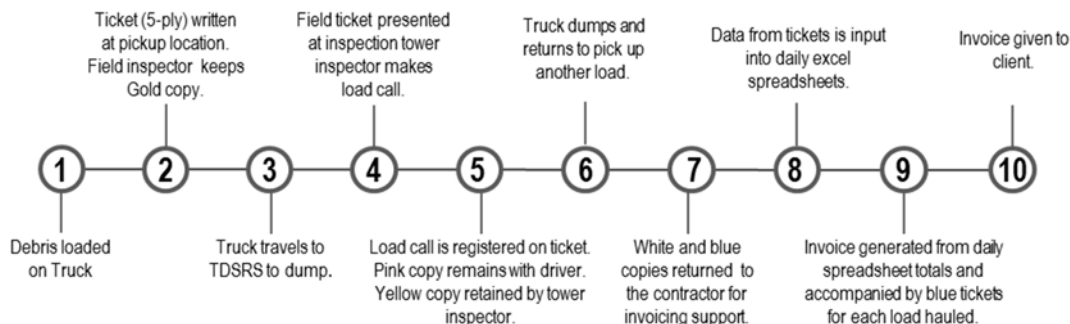 Ticket (5-ply) written
at pickup location.
Field inspector keeps
Gold copy.
Field ticket presented
at inspection tower
inspector makes
load call.
Truck dumps and
returns to pick up
another load.
Data from tickets is input
into daily excel
spreadsheets.
Invoice given to
client.
1
2
3
4
5
6
7
8
9
10
Debris loaded
on Truck
Truck travels to
TDSRS to dump.
Load call is registered on ticket.
Pink copy remains with driver.
Yellow copy retained by tower
inspector.
White and blue
copies returned to
the contractor for
invoicing support.
Invoice generated from daily
spreadsheet totals and
accompanied by blue tickets
for each load hauled.